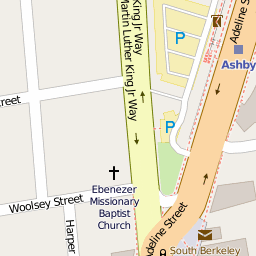 King Jr Way
Martin Luther King Jr Way
Adeline
P
Ashby
Street
P
Ebenezer
Missionary
Baptist
Church
Woolsey Street
Harper
Adeline Street
South Berkeley